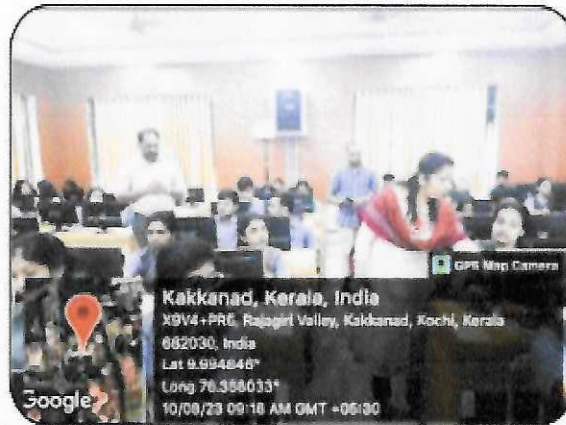 GPS Map Camera
Kakkanad, Kerala, India
X9V4+PR6, Rajagiri Valley, Kakkanad, Kochi, Kerala
682030, India
Lat 9.994846°
Long 76.358033°
10/08/23 09:18 AM GMT +05:30
Google